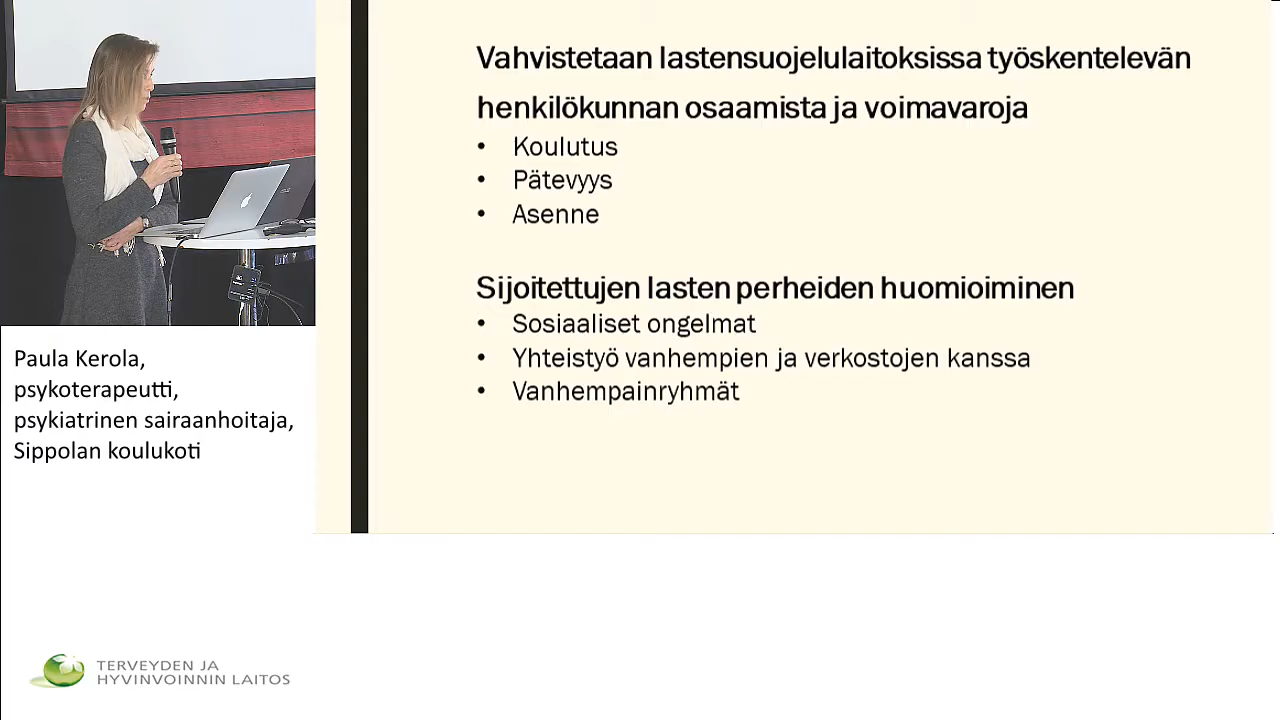 Vahvistetaan lastensuojelulaitoksissa työskentelevän
henkilökunnan osaamista ja voimavaroja
• Koulutus
• Pätevyys
• Asenne
Sijoitettujen lasten perheiden huomioiminen
• Sosiaaliset ongelmat
• Yhteistyö vanhempien ja verkostojen kanssa
• Vanhempainryhmät
Paula Kerola,
psykoterapeutti,
psykiatrinen sairaanhoitaja,
Sippolan koulukoti
TERVEYDEN JA
HYVINVOINNIN LAITOS